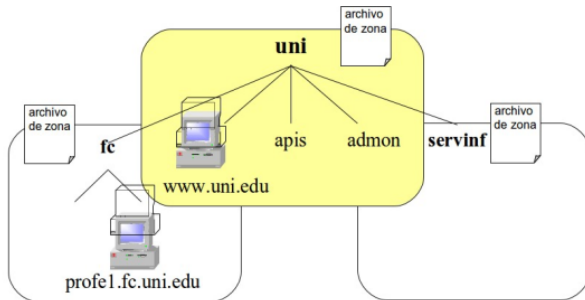 archivo
de zona
uni
archivo
de zona
fc
apis
admon
servinf
archivo
de zona
www.uni.edu
profe1.fc.uni.edu